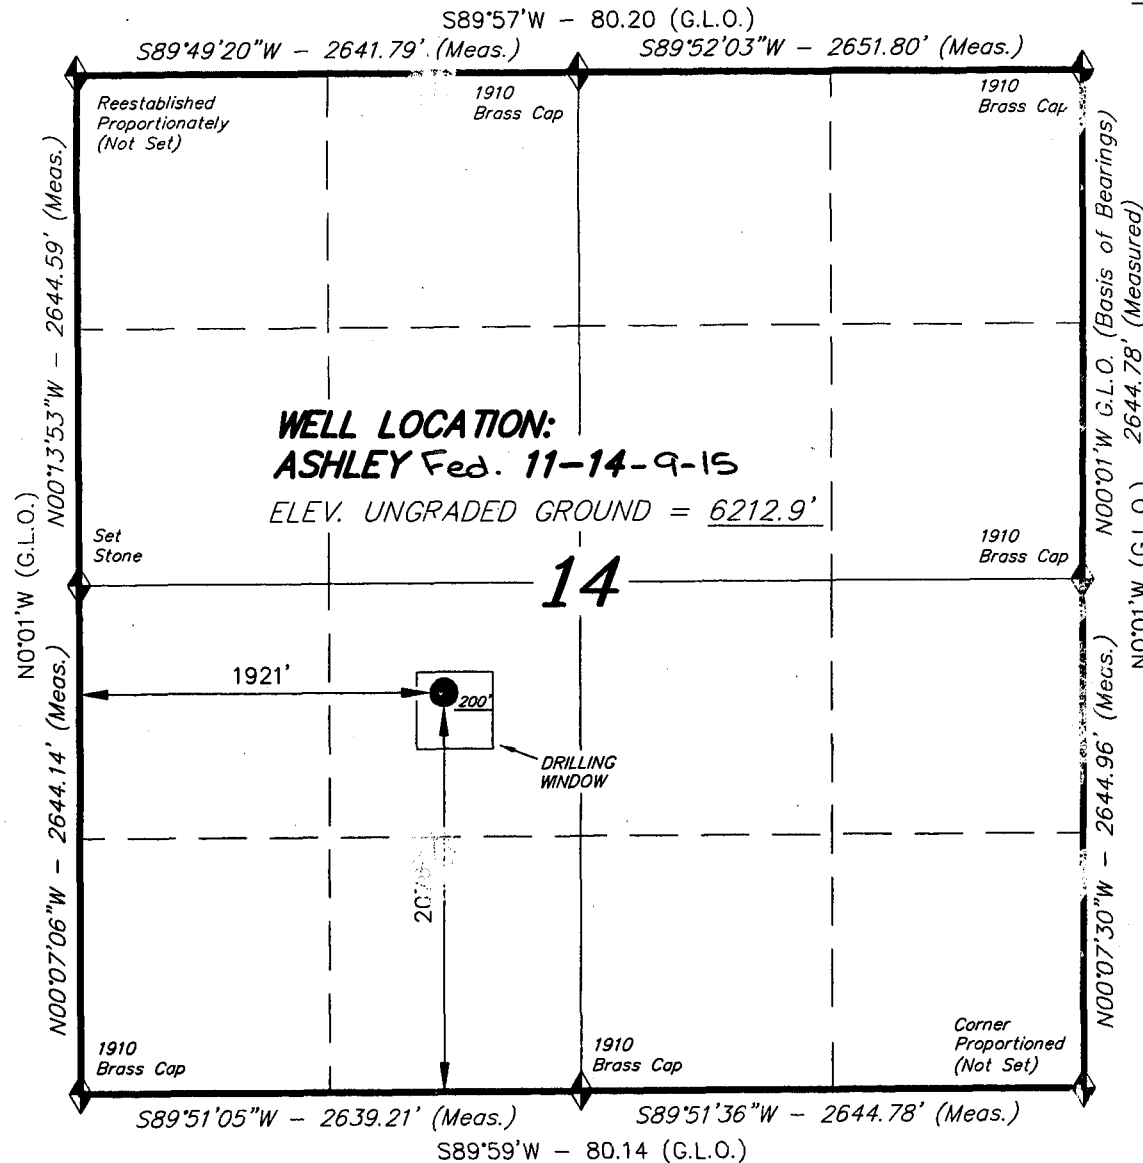 S89°57'W – 80.20 (G.L.O.)
S89°49'20"W – 2641.79' (Meas.)
S89°52'03"W – 2651.80' (Meas.)
Reestablished
Proportionately
(Not Set)
1910
Brass Cap
1910
Brass Cap
N00°13'53"W – 2644.59' (Meas.)
N00°01'W G.L.O. (Basis of Bearings)
2644.78' (Measured)
WELL LOCATION:
ASHLEY Fed. 11-14-9-15
ELEV. UNGRADED GROUND = 6212.9'
N0°01'W (G.L.O.)
Set
Stone
1910
Brass Cap
14
N0°01'W (G.L.O.)
1921'
200'
DRILLING
WINDOW
N00°07'06"W – 2644.14' (Meas.)
N00°07'30"W – 2644.96' (Meas.)
1910
Brass Cap
1910
Brass Cap
Corner
Proportioned
(Not Set)
S89°51'05"W – 2639.21' (Meas.)
S89°51'36"W – 2644.78' (Meas.)
S89°59'W – 80.14 (G.L.O.)